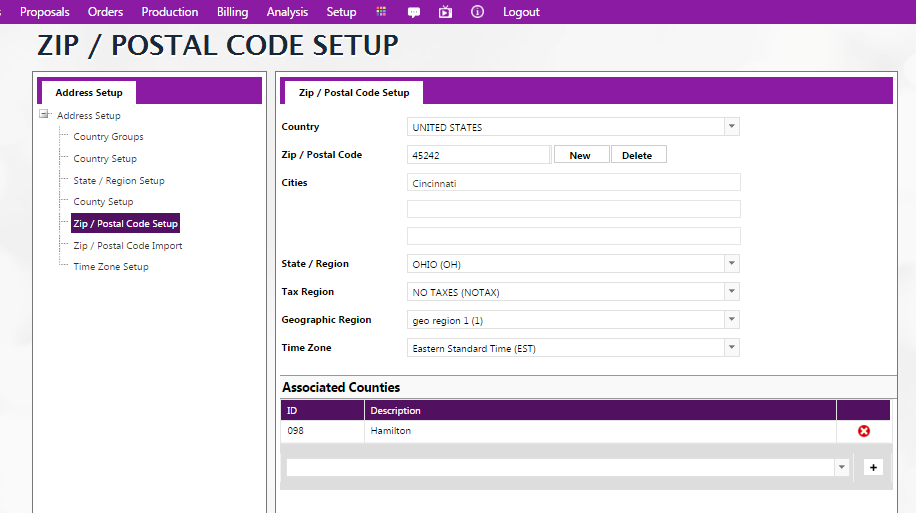 Proposals Orders Production Billing Analysis Setup Logout
ZIP / POSTAL CODE SETUP
Address Setup
Address Setup
Country Groups
Country Setup
State / Region Setup
County Setup
Zip / Postal Code Setup
Zip / Postal Code Import
Time Zone Setup
Zip / Postal Code Setup
Country UNITED STATES
Zip / Postal Code 45242 New Delete
Cities Cincinnati
State / Region OHIO (OH)
Tax Region NO TAXES (NOTAX)
Geographic Region geo region 1 (1)
Time Zone Eastern Standard Time (EST)
Associated Counties
ID Description
098 Hamilton